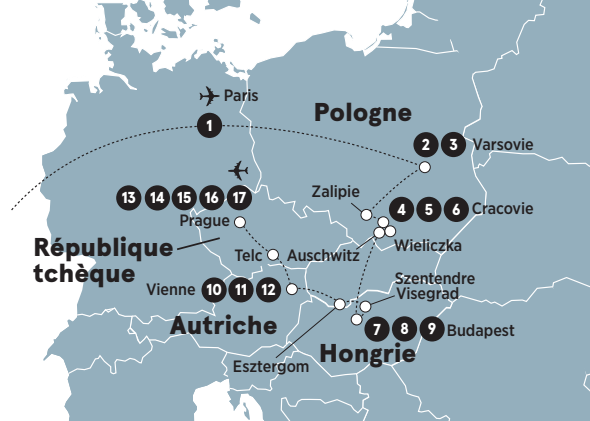 Paris
1
Pologne
2 3 Varsovie
Zalipie
13 14 15 16 17
4 5 6 Cracovie
Prague
Wieliczka
République
tchèque
Telc
Auschwitz
Szentendre
Visegrad
Vienne 10 11 12
Autriche
7 8 9 Budapest
Hongrie
Esztergom